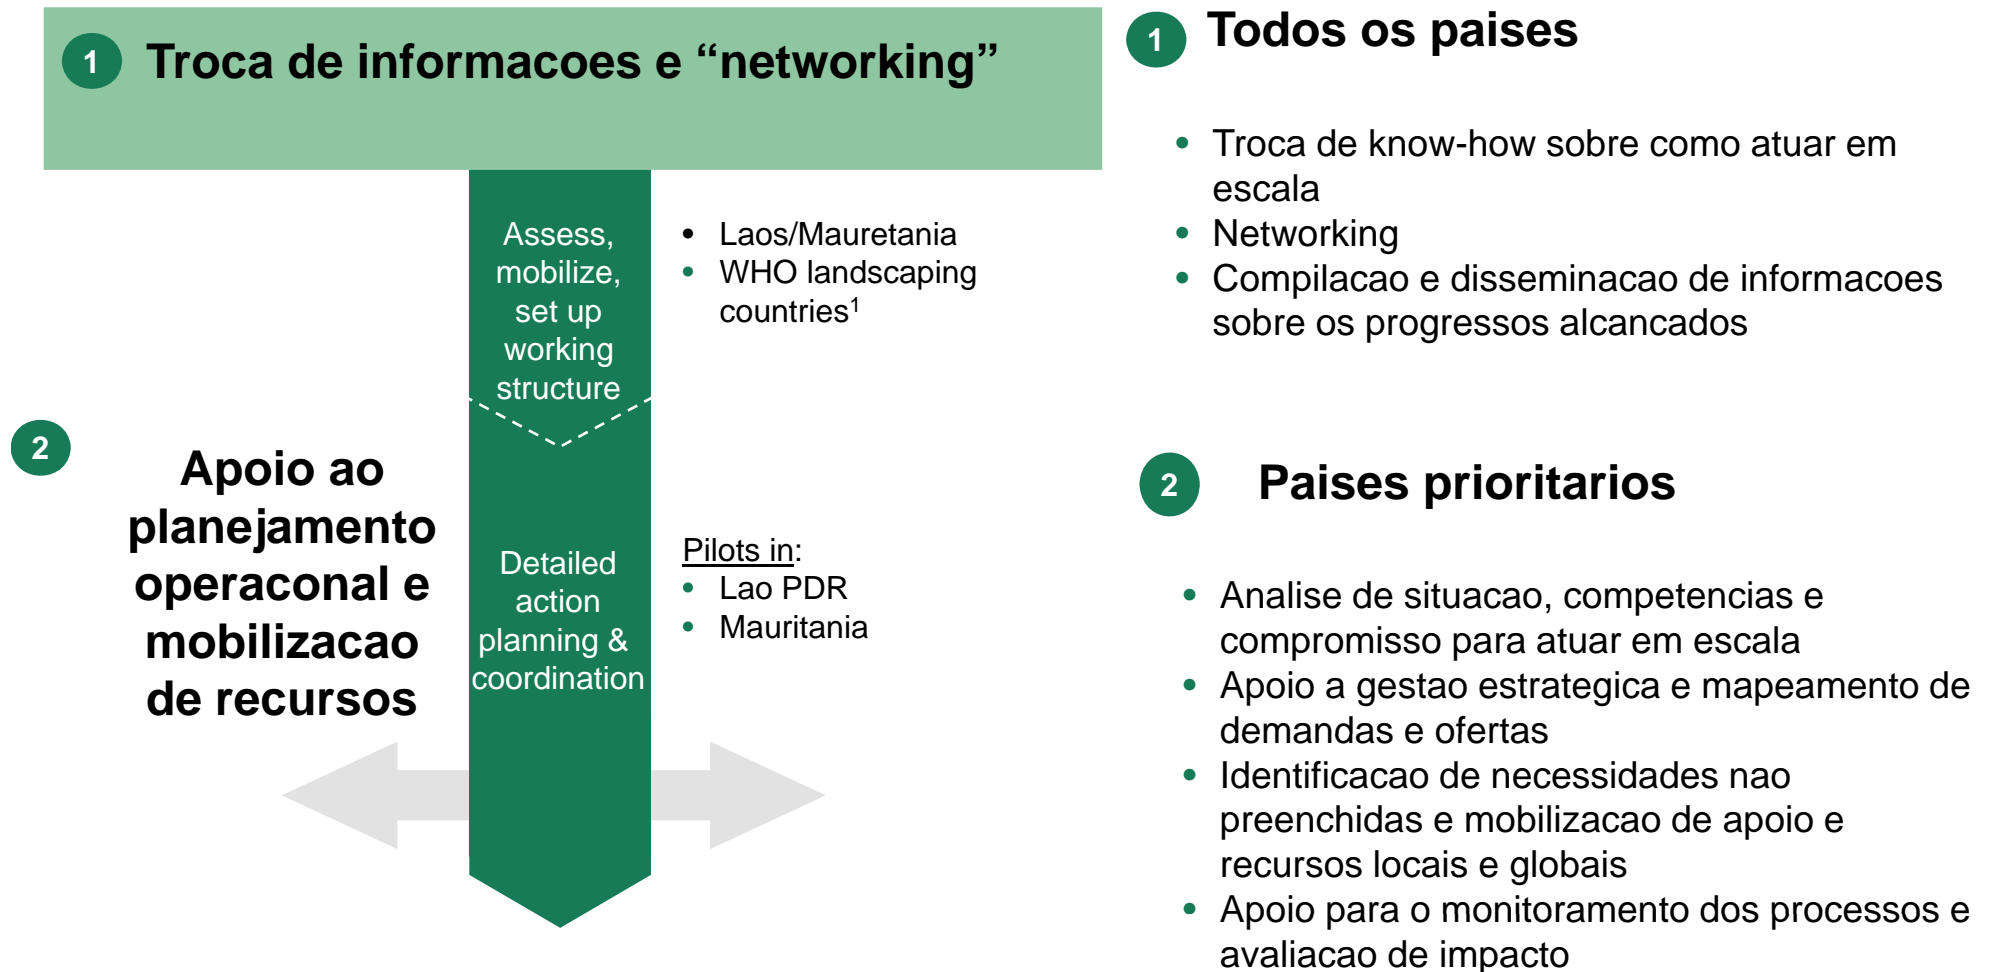 1 Troca de informacoes e “networking”
Assess,
mobilize,
set up
working
structure
• Laos/Mauretania
• WHO landscaping
countries1
2
Apoio ao
planejamento
operaconal e
mobilizacao
de recursos
Detailed
action
planning &
coordination
Pilots in:
• Lao PDR
• Mauritania
1 Todos os paises
• Troca de know-how sobre como atuar em
escala
• Networking
• Compilacao e disseminacao de informacoes
sobre os progressos alcancados
2 Paises prioritarios
• Analise de situacao, competencias e
compromisso para atuar em escala
• Apoio a gestao estrategica e mapeamento de
demandas e ofertas
• Identificacao de necessidades nao
preenchidas e mobilizacao de apoio e
recursos locais e globais
• Apoio para o monitoramento dos processos e
avaliacao de impacto